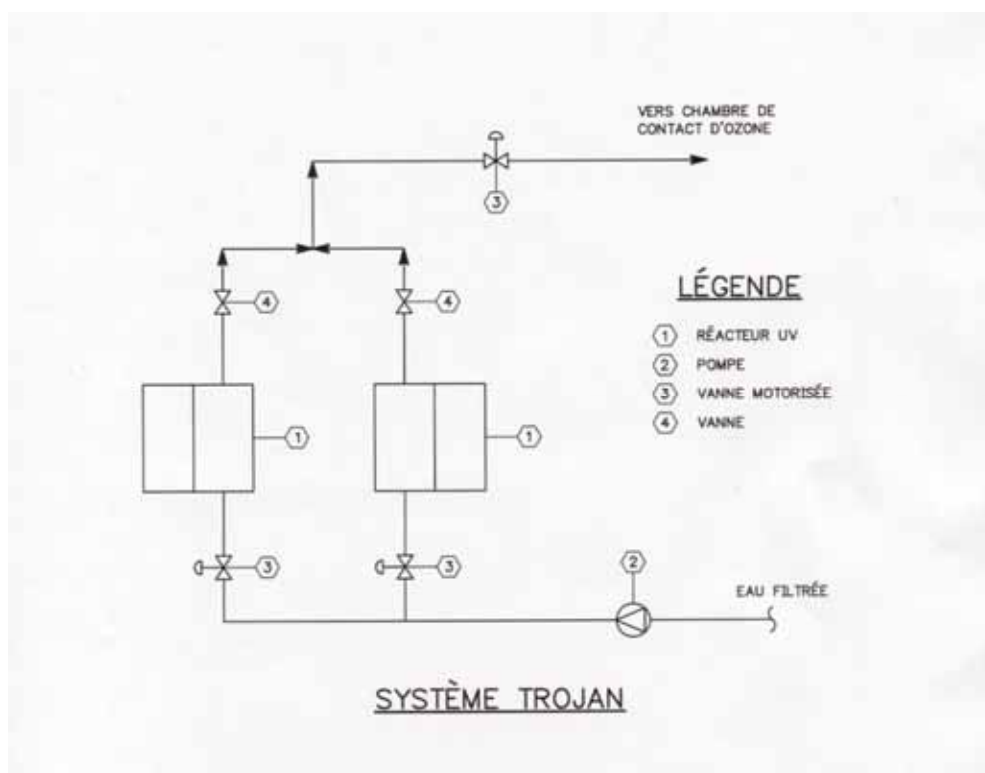 VERS CHAMBRE DE
CONTACT D'OZONE
3
4
4
LÉGENDE
1 RÉACTEUR UV
2 POMPE
3 VANNE MOTORISÉE
4 VANNE
1
1
3
3
2
EAU FILTRÉE
SYSTÈME TROJAN